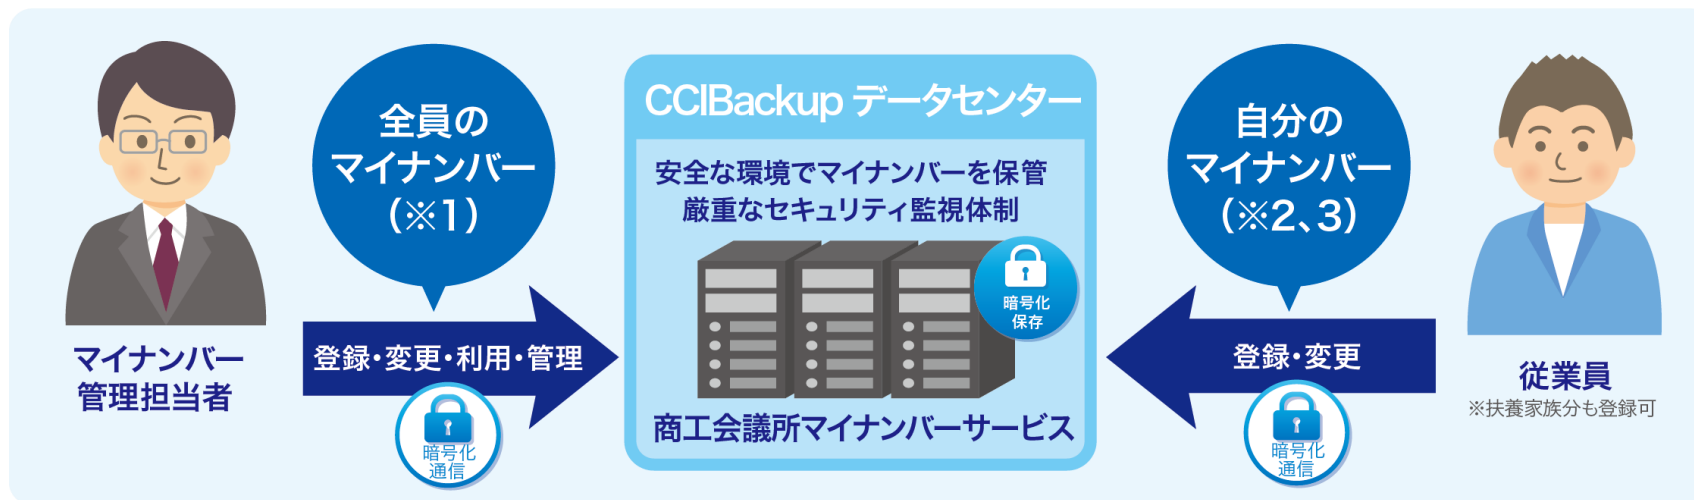 全員の
マイナンバー
(※1)
マイナンバー
管理担当者
登録・変更・利用・管理
暗号化
通信
CCIBackup データセンター
安全な環境でマイナンバーを保管
厳重なセキュリティ監視体制
暗号化
保存
商工会議所マイナンバーサービス
自分の
マイナンバー
(※2、3)
登録・変更
暗号化
通信
従業員
※扶養家族分も登録可